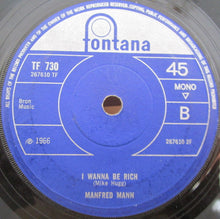 fontana
TF 730
267610 TF
45
MONO
Bron
Music
B
℗ 1966
267610 2F
I WANNA BE RICH
(Mike Hugg)
MANFRED MANN